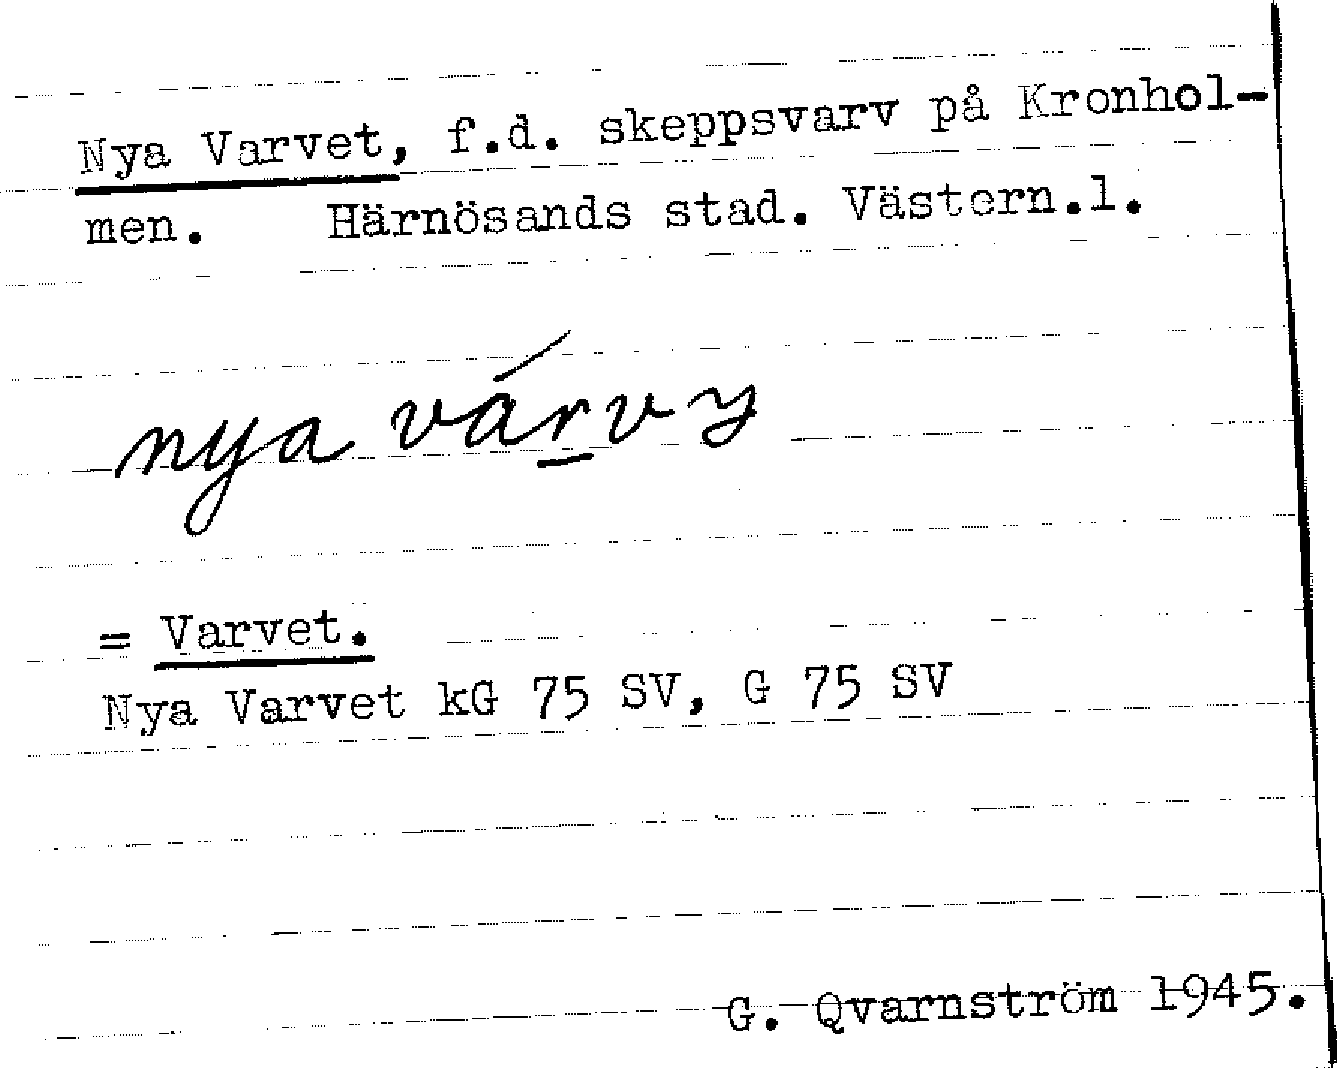 Nya Varvet, f.d. skeppsvarv på Kronhol-
men. Härnösands stad. Västern.l.
nya várvy
= Varvet.
Nya Varvet kG 75 SV, G 75 SV
G. Qvarnström 1945.